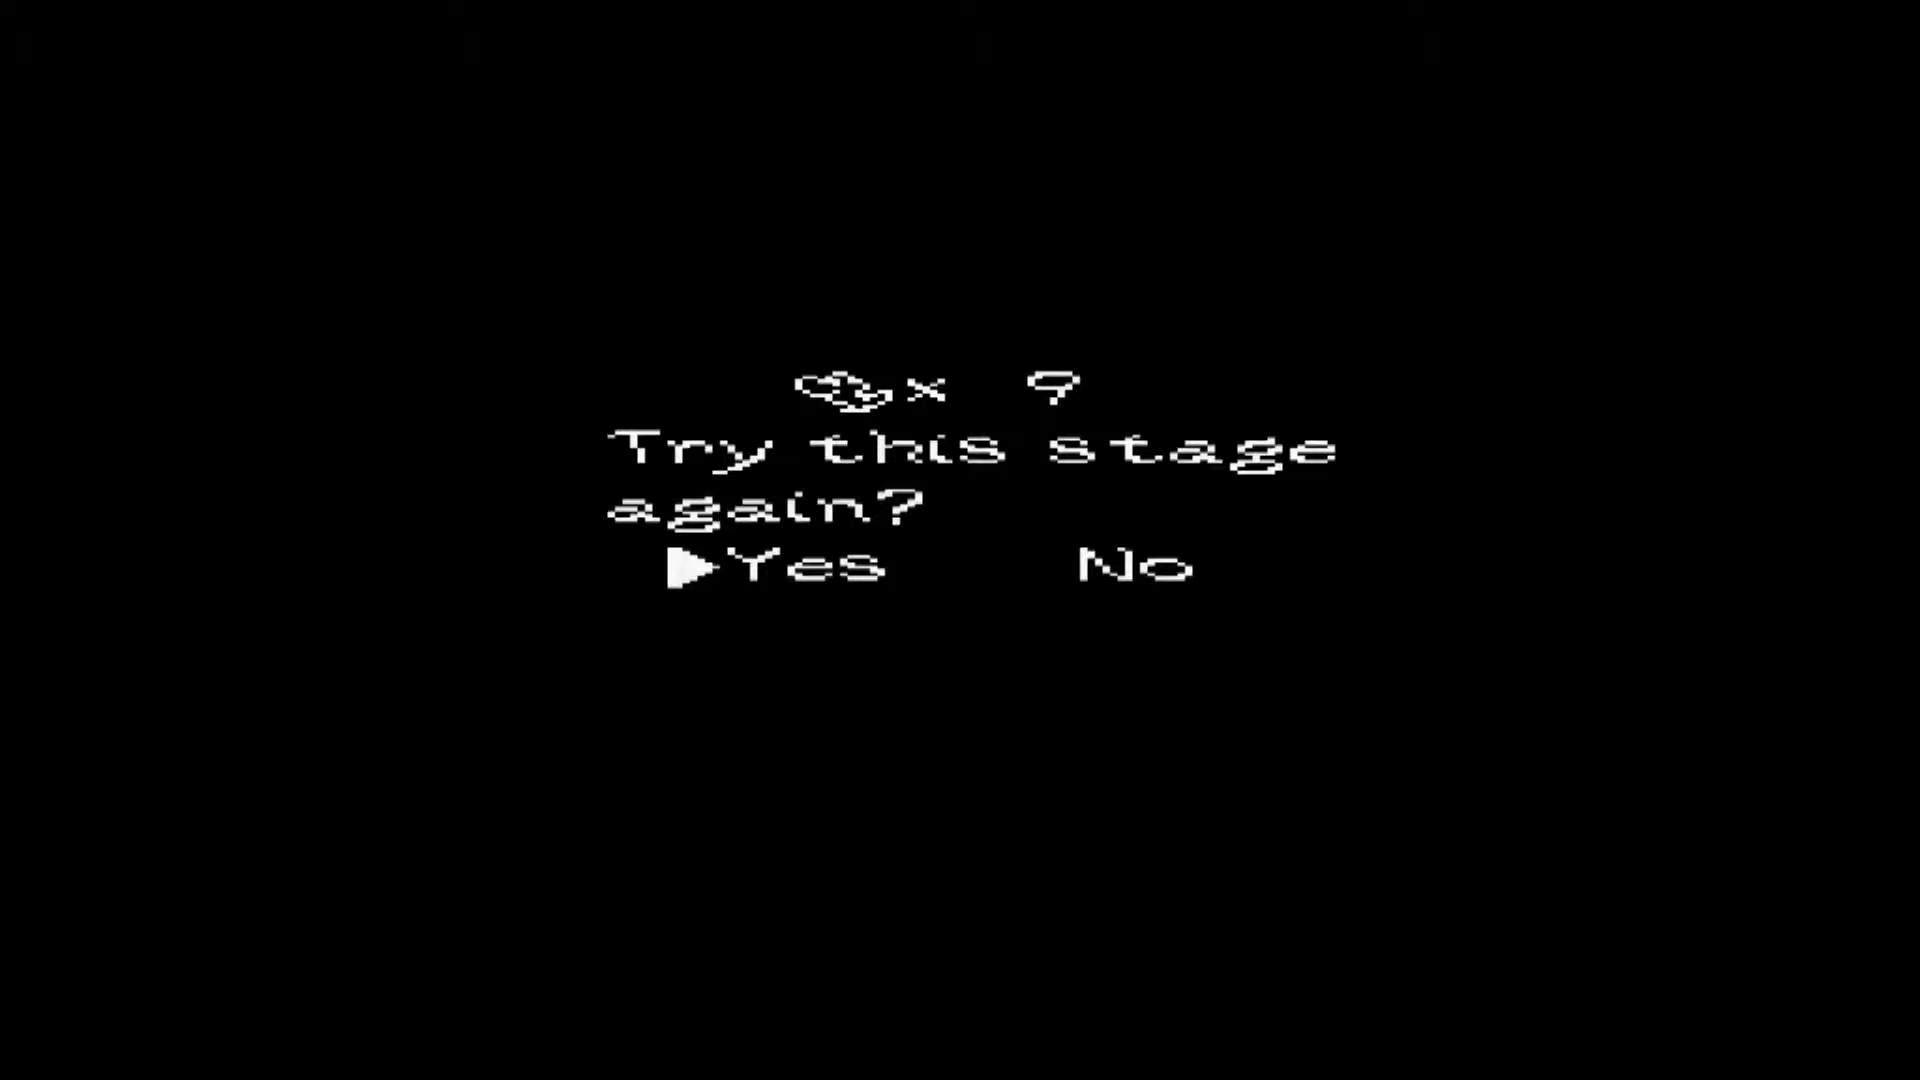 x 9
Try this stage
again?
▶Yes No